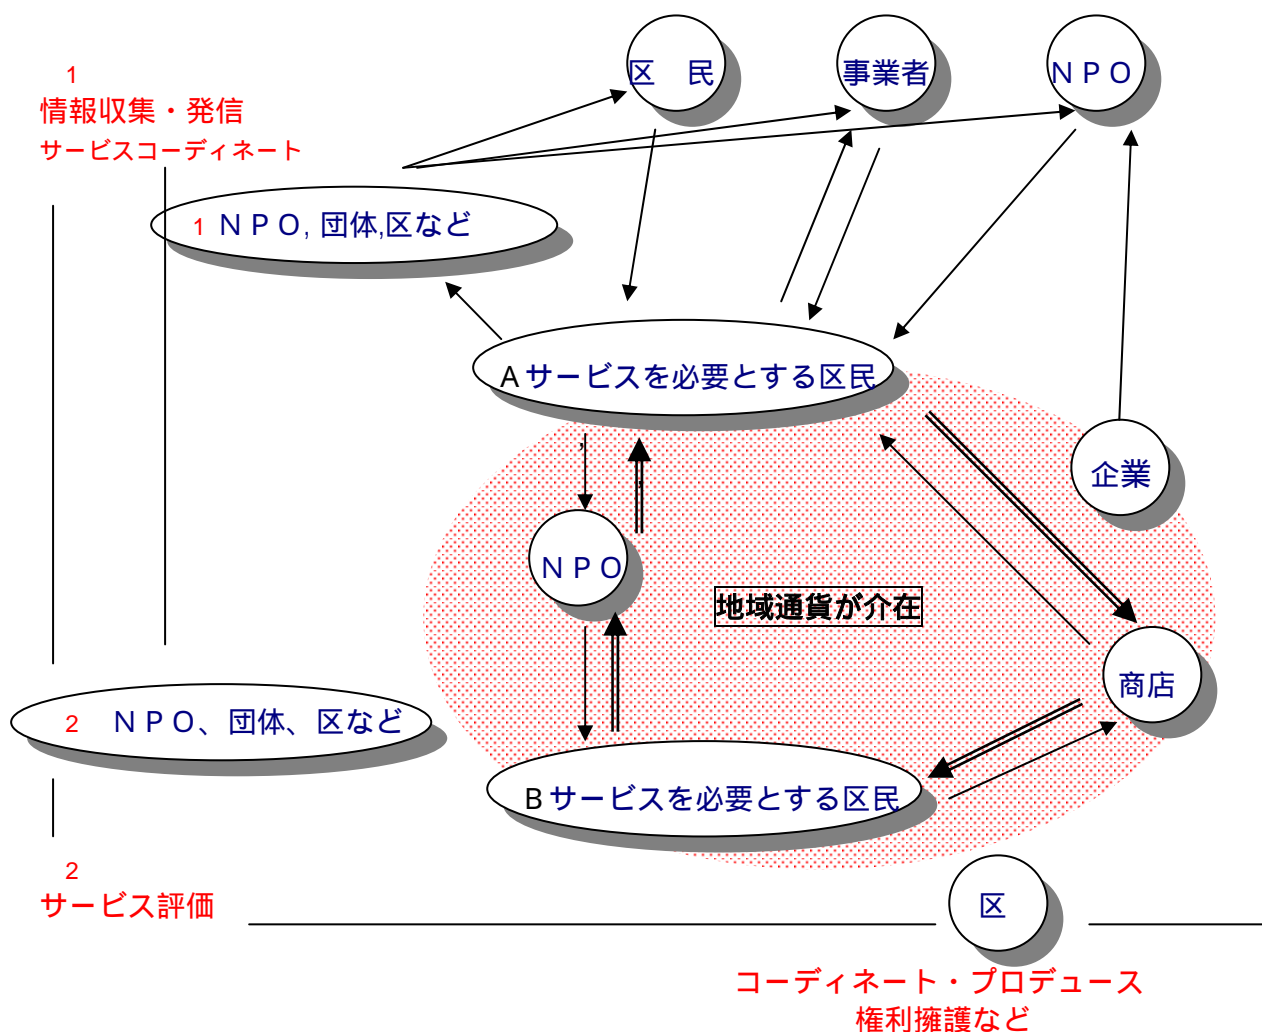 区　民
事業者
ＮＰＯ
1
情報収集・発信
サービスコーディネート
1 ＮＰＯ, 団体,区など
A サービスを必要とする区民
,
,
企業
ＮＰＯ
地域通貨が介在
商店
2　ＮＰＯ、団体、区など
B サービスを必要とする区民
2
サービス評価
区
コーディネート・プロデュース
権利擁護など